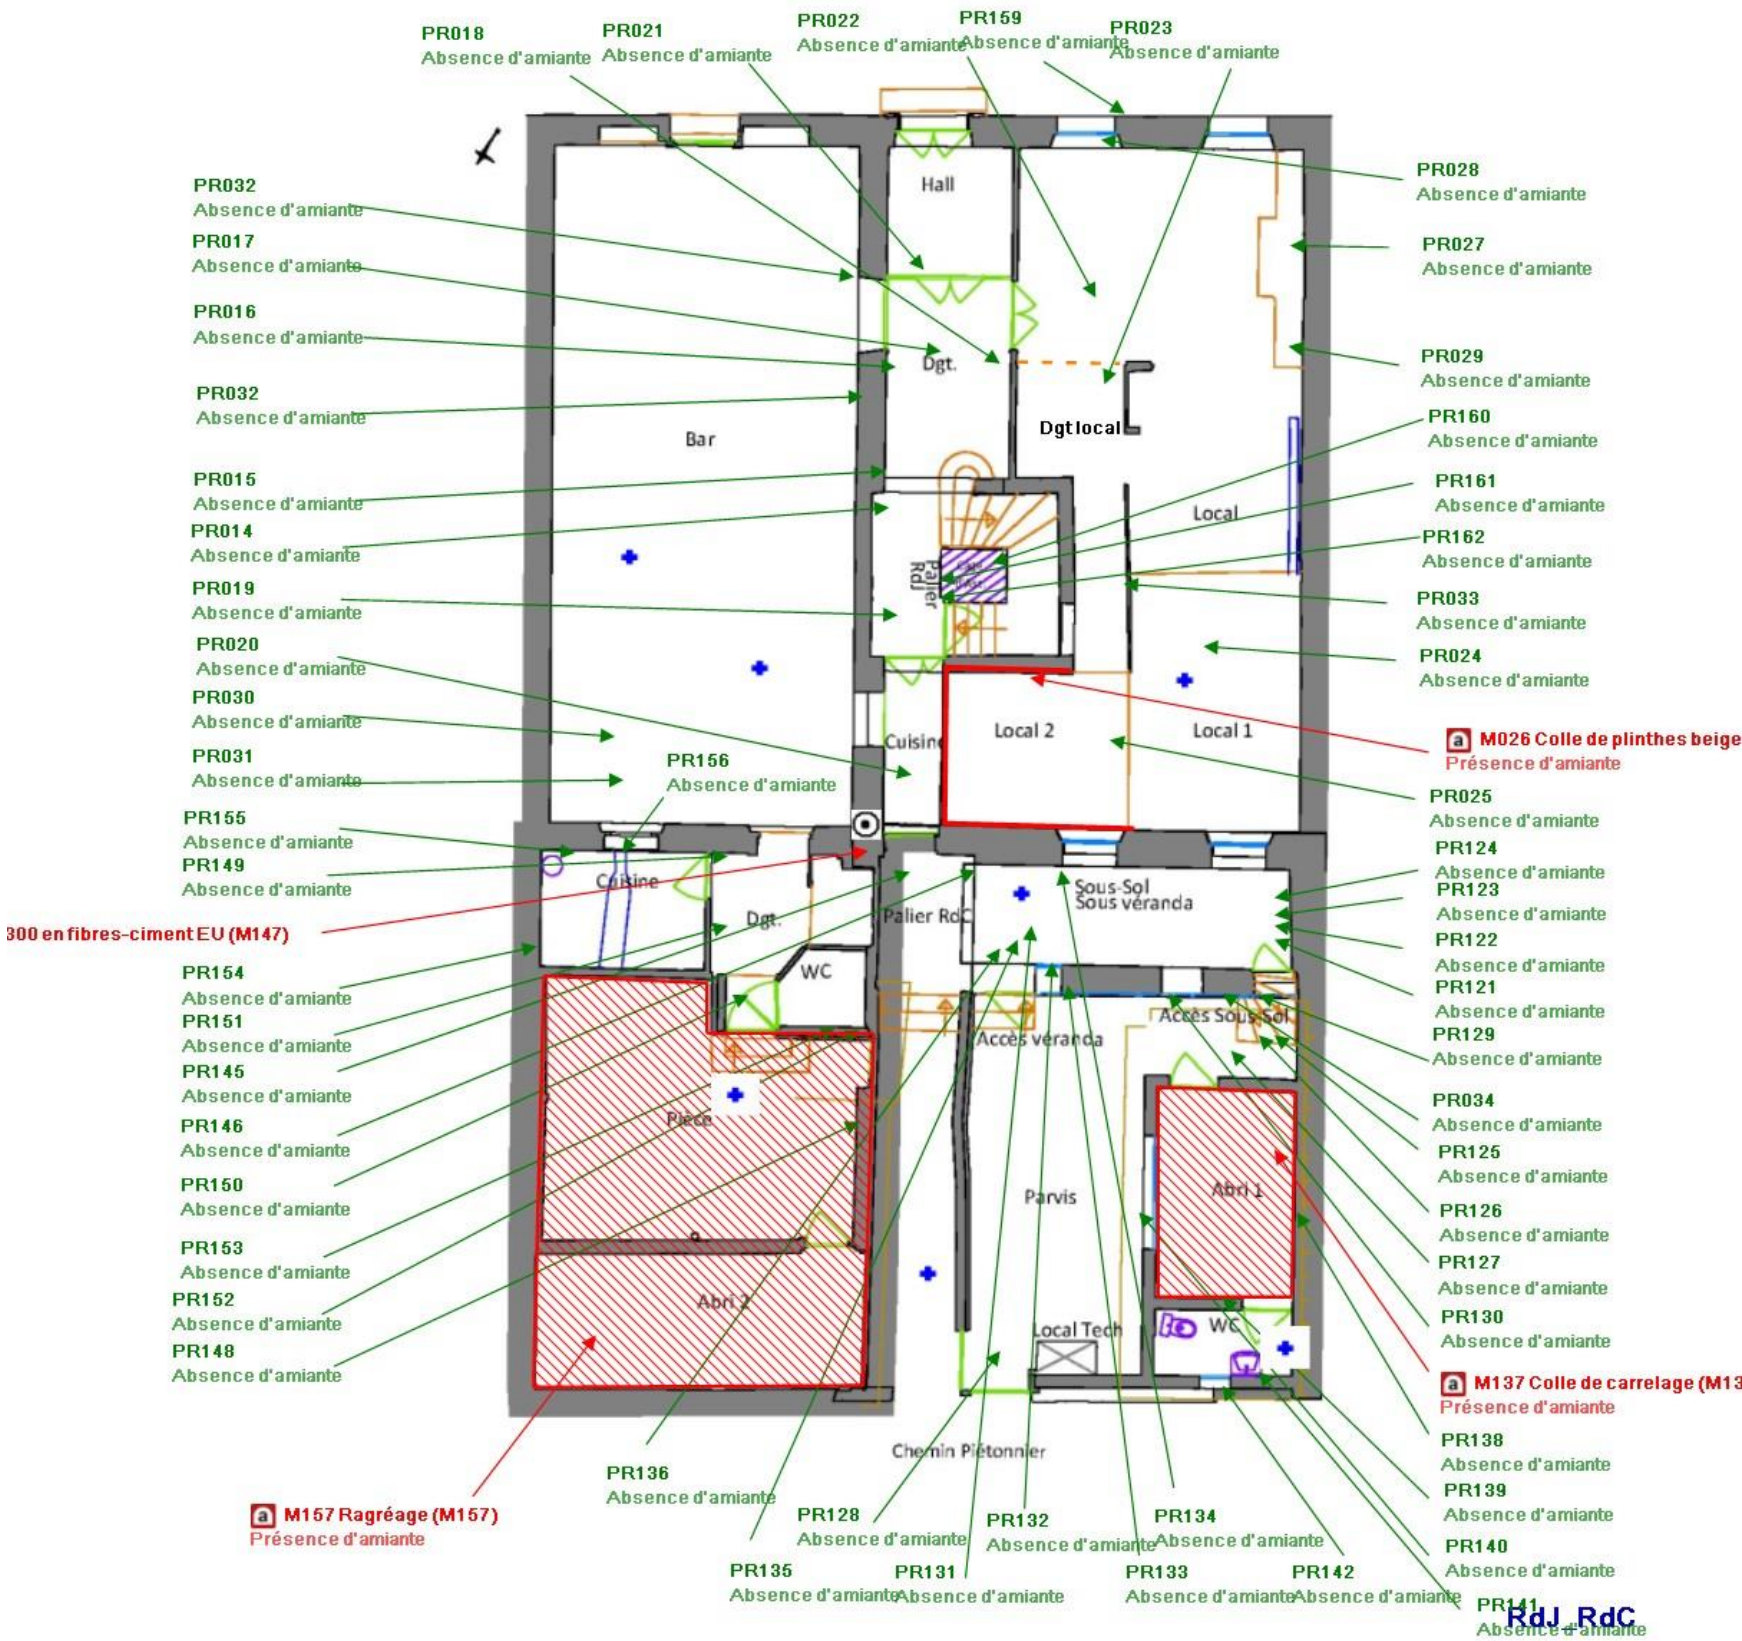 PR018
Absence d'amiante
PR021
Absence d'amiante
PR022
Absence d'amiante
PR159
Absence d'amiante
PR023
Absence d'amiante
PR032
Absence d'amiante
PR017
Absence d'amiante
PR016
Absence d'amiante
PR032
Absence d'amiante
PR015
Absence d'amiante
PR014
Absence d'amiante
PR019
Absence d'amiante
PR020
Absence d'amiante
PR030
Absence d'amiante
PR031
Absence d'amiante
PR156
Absence d'amiante
PR155
Absence d'amiante
PR149
Absence d'amiante
300 en fibres-ciment EU (M147)
PR154
Absence d'amiante
PR151
Absence d'amiante
PR145
Absence d'amiante
PR146
Absence d'amiante
PR150
Absence d'amiante
PR153
Absence d'amiante
PR152
Absence d'amiante
PR148
Absence d'amiante
a M157 Ragréage (M157)
Présence d'amiante
Hall
Dgt.
Bar
Dgt local
Local
Palier
RdJ
Cuisine
Local 2
Local 1
Cuisine
Dgt.
WC
Palier RdC
Sous-Sol
Sous véranda
Accès véranda
Accès Sous-Sol
Pièce
Abri 2
Parvis
Abri 1
Local Tech
WC
Chemin Piétonnier
PR028
Absence d'amiante
PR027
Absence d'amiante
PR029
Absence d'amiante
PR160
Absence d'amiante
PR161
Absence d'amiante
PR162
Absence d'amiante
PR033
Absence d'amiante
PR024
Absence d'amiante
a M026 Colle de plinthes beige
Présence d'amiante
PR025
Absence d'amiante
PR124
Absence d'amiante
PR123
Absence d'amiante
PR122
Absence d'amiante
PR121
Absence d'amiante
PR129
Absence d'amiante
PR034
Absence d'amiante
PR125
Absence d'amiante
PR126
Absence d'amiante
PR127
Absence d'amiante
PR130
Absence d'amiante
a M137 Colle de carrelage (M13
Présence d'amiante
PR138
Absence d'amiante
PR139
Absence d'amiante
PR140
Absence d'amiante
PR141
Absence d'amiante
PR136
Absence d'amiante
PR128
Absence d'amiante
PR132
Absence d'amiante
PR134
Absence d'amiante
PR135
Absence d'amiante
PR131
Absence d'amiante
PR133
Absence d'amiante
PR142
Absence d'amiante
RdJ_RdC